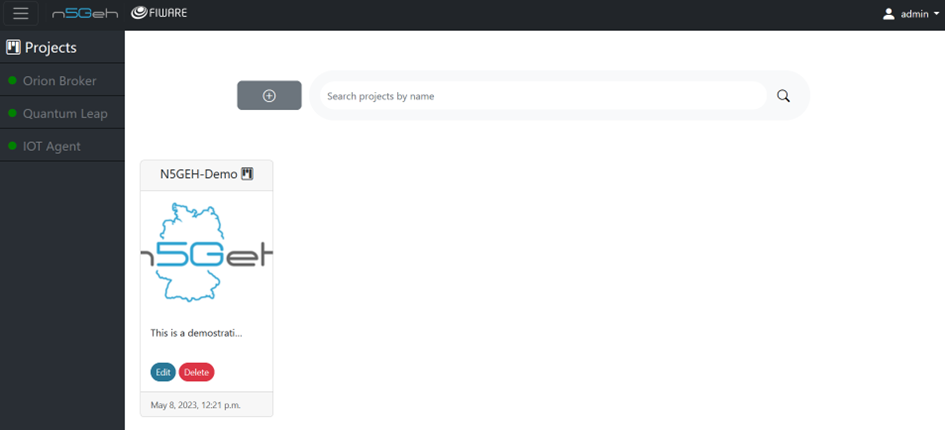 n5Geh FIWARE admin
Projects
Orion Broker
Quantum Leap
IOT Agent
Search projects by name
N5GEH-Demo
n5Geh
This is a demostrati...
Edit Delete
May 8, 2023, 12:21 p.m.